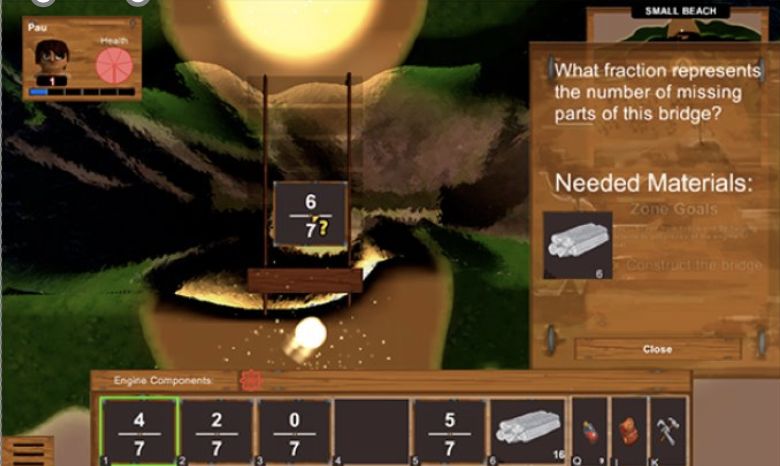 SMALL BEACH
Pau
Health
1
What fraction represents
the number of missing
parts of this bridge?
Needed Materials:
Zone Goals
6
Construct the bridge
6
7
?
Close
Engine Components:
4
7
2
7
0
7
5
7
16
1
2
3
4
5
6
Q
I
K